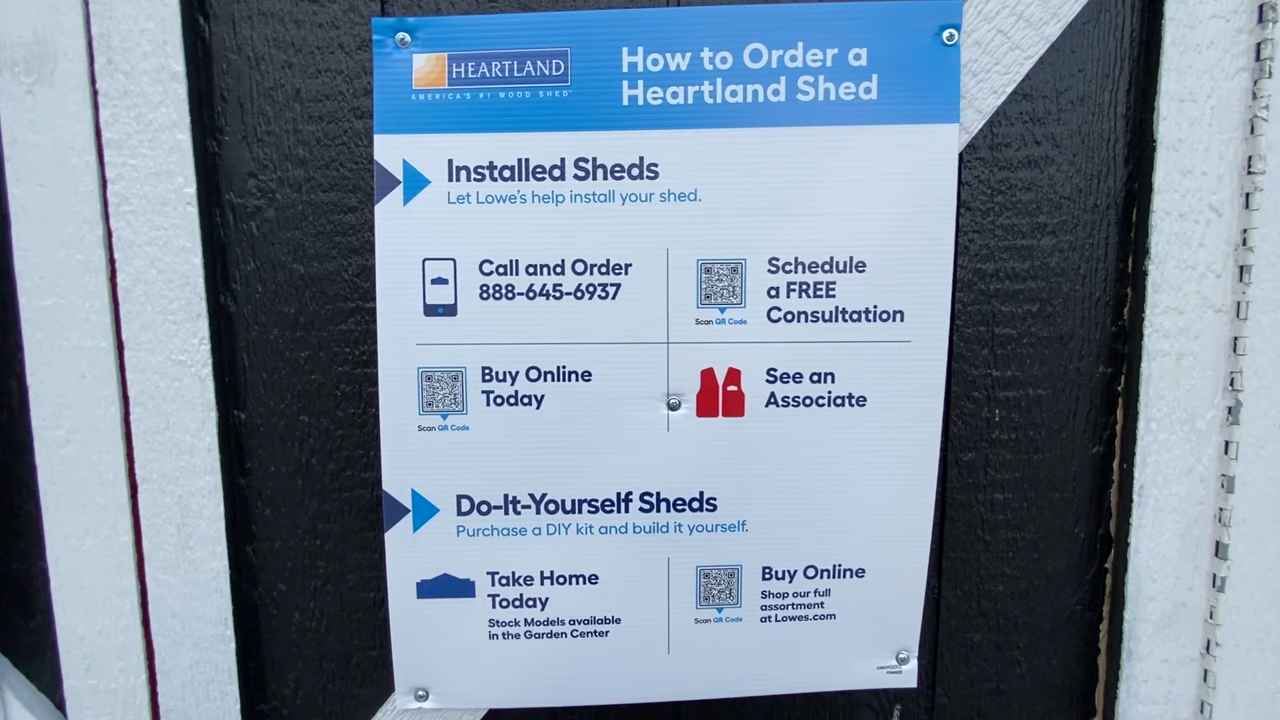 HEARTLAND
AMERICA'S #1 WOOD SHED™
How to Order a
Heartland Shed
Installed Sheds
Let Lowe's help install your shed.
Call and Order
888-645-6937
Scan QR Code
Schedule
a FREE
Consultation
Scan QR Code
Buy Online
Today
See an
Associate
Do-It-Yourself Sheds
Purchase a DIY kit and build it yourself.
Take Home
Today
Stock Models available
in the Garden Center
Scan QR Code
Buy Online
Shop our full
assortment
at Lowes.com